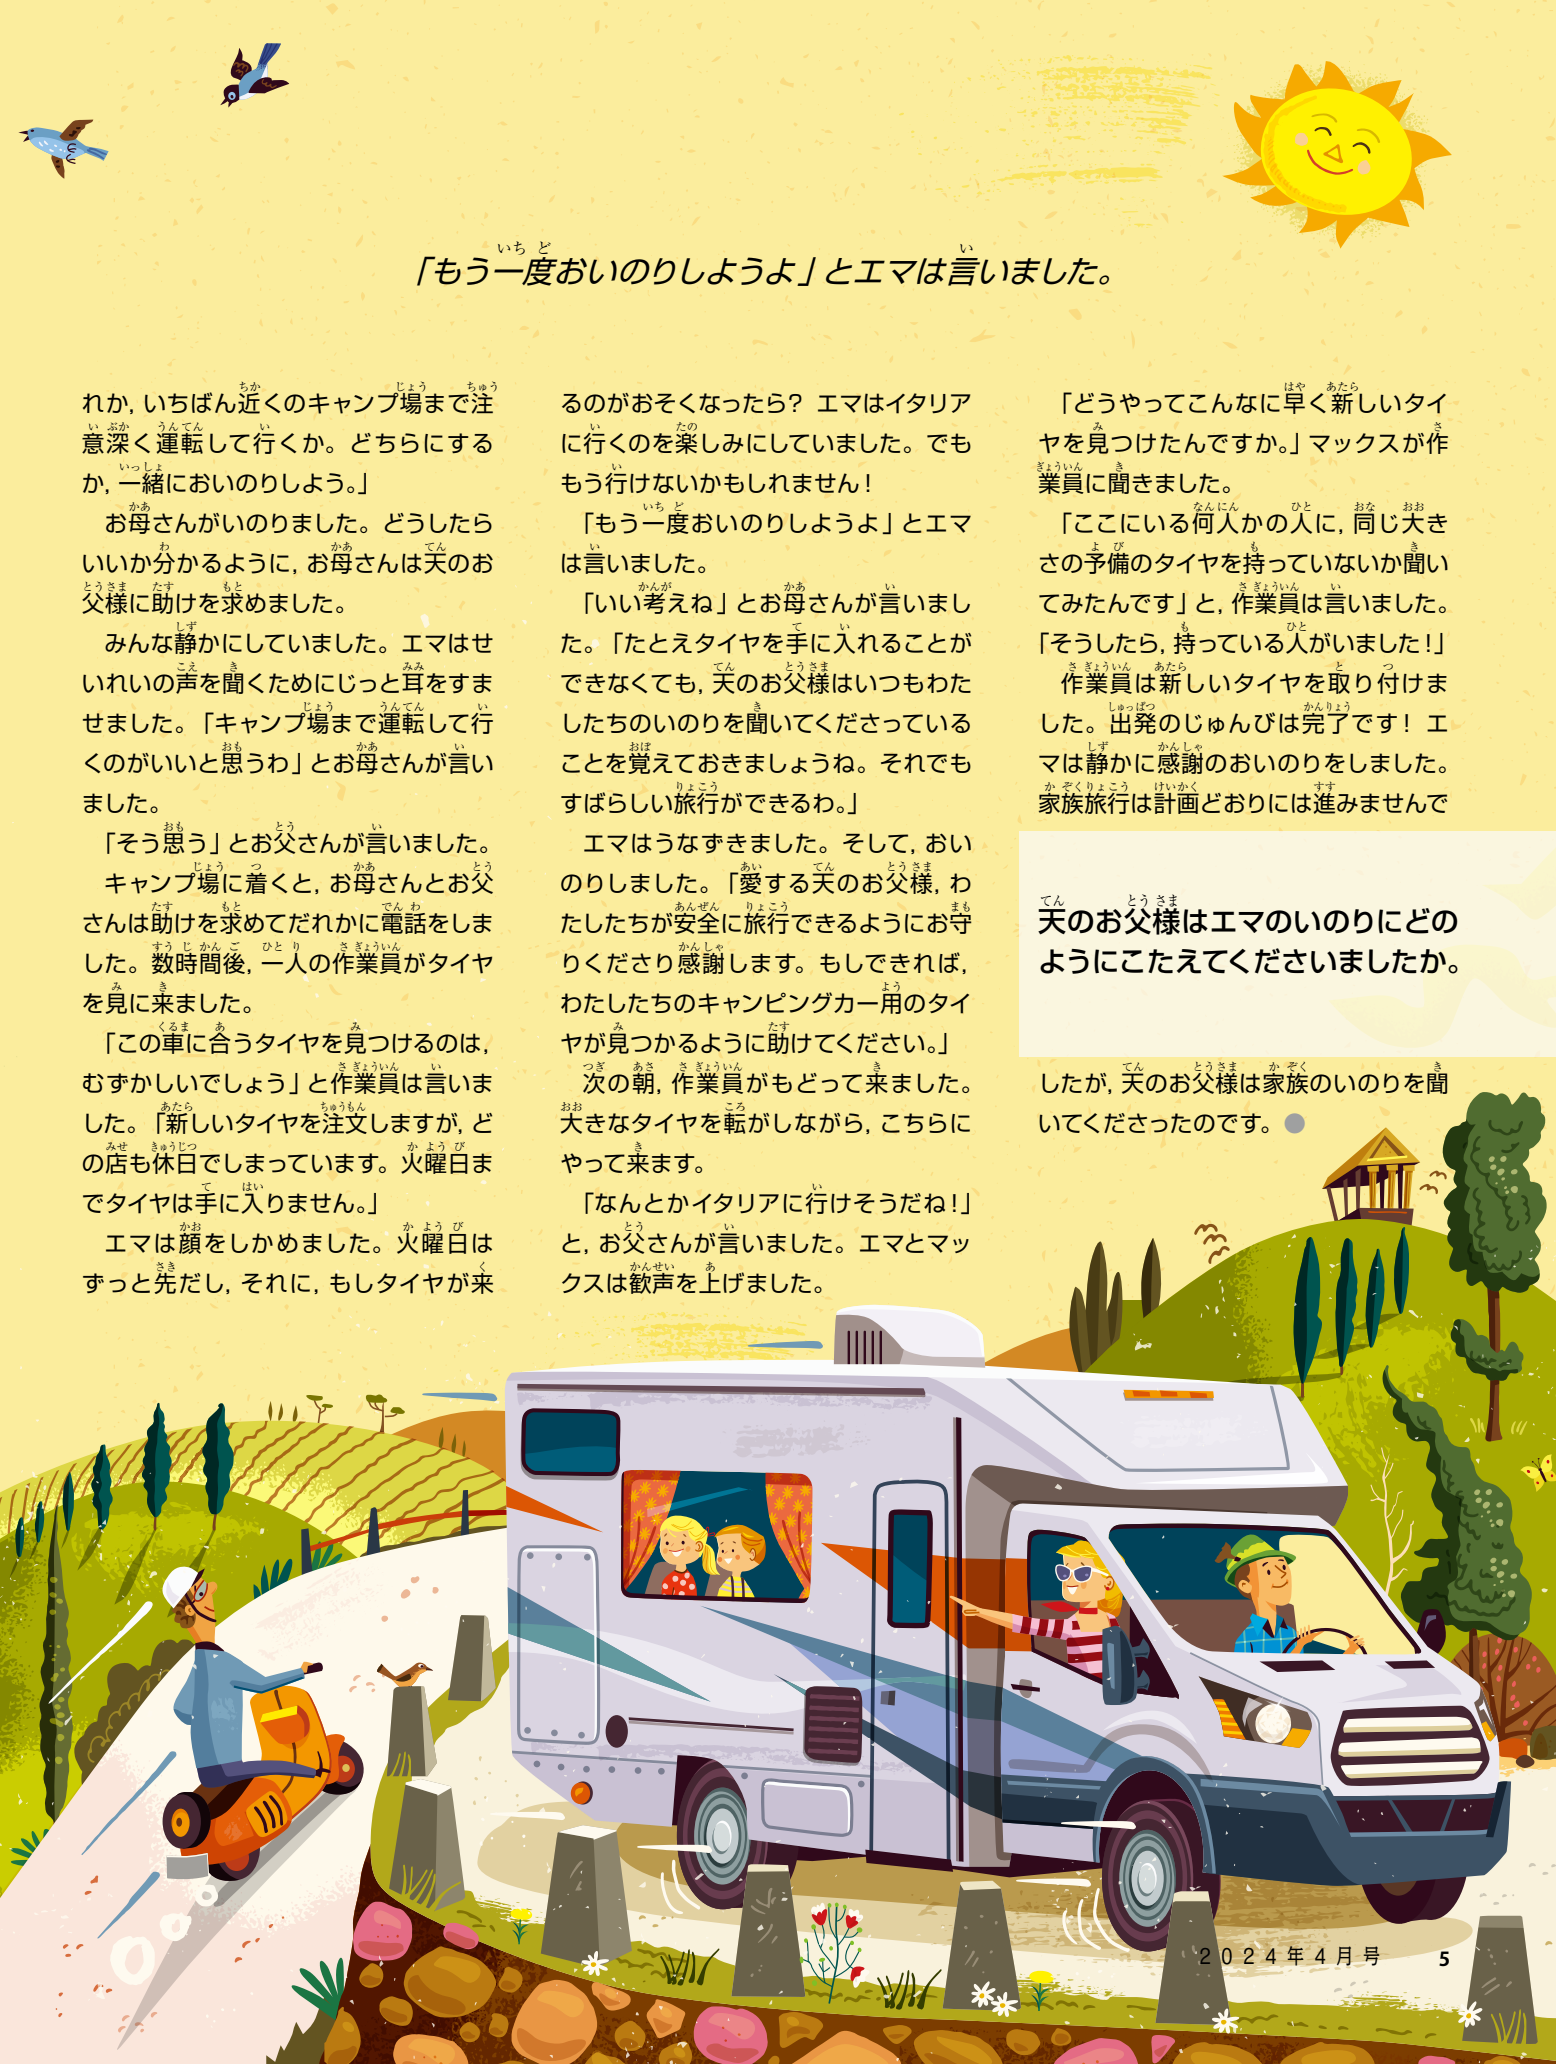 「もう一度おいのりしようよ」とエマは言いました。
れか, いちばん近くのキャンプ場まで注
意深く運転して行くか。どちらにする
か, 一緒においのりしよう。」
お母さんがいのりました。どうしたら
いいか分かるように, お母さんは天のお
父様に助けを求めました。
みんな静かにしていました。エマはせ
いれいの声を聞くためにじっと耳をすま
せました。「キャンプ場まで運転して行
くのがいいと思うわ」とお母さんが言い
ました。
「そう思う」とお父さんが言いました。
キャンプ場に着くと, お母さんとお父
さんは助けを求めてだれかに電話をしま
した。数時間後, 一人の作業員がタイヤ
を見に来ました。
「この車に合うタイヤを見つけるのは,
むずかしいでしょう」と作業員は言いま
した。「新しいタイヤを注文しますが, ど
の店も休日でしまっています。火曜日ま
でタイヤは手に入りません。」
エマは顔をしかめました。火曜日は
ずっと先だし, それに, もしタイヤが来
るのがおそくなったら? エマはイタリア
に行くのを楽しみにしていました。でも
もう行けないかもしれません!
「もう一度おいのりしようよ」とエマ
は言いました。
「いい考えね」とお母さんが言いまし
た。「たとえタイヤを手に入れることが
できなくても, 天のお父様はいつもわた
したちのいのりを聞いてくださっている
ことを覚えておきましょうね。それでも
すばらしい旅行ができるわ。」
エマはうなずきました。そして, おい
のりしました。「愛する天のお父様, わ
たしたちが安全に旅行できるようにお守
りくださり感謝します。もしできれば,
わたしたちのキャンピングカー用のタイ
ヤが見つかるように助けてください。」
次の朝, 作業員がもどって来ました。
大きなタイヤを転がしながら, こちらに
やって来ます。
「なんとかイタリアに行けそうだね!」
と, お父さんが言いました。エマとマッ
クスは歓声を上げました。
「どうやってこんなに早く新しいタイ
ヤを見つけたんですか。」マックスが作
業員に聞きました。
「ここにいる何人かの人に, 同じ大き
さの予備のタイヤを持っていないか聞い
てみたんです」と, 作業員は言いました。
「そうしたら, 持っている人がいました!」
作業員は新しいタイヤを取り付けま
した。出発のじゅんびは完了です! エ
マは静かに感謝のおいのりをしました。
家族旅行は計画どおりには進みませんで
天のお父様はエマのいのりにどの
ようにこたえてくださいましたか。
したが, 天のお父様は家族のいのりを聞
いてくださったのです。
2024年4月号 5